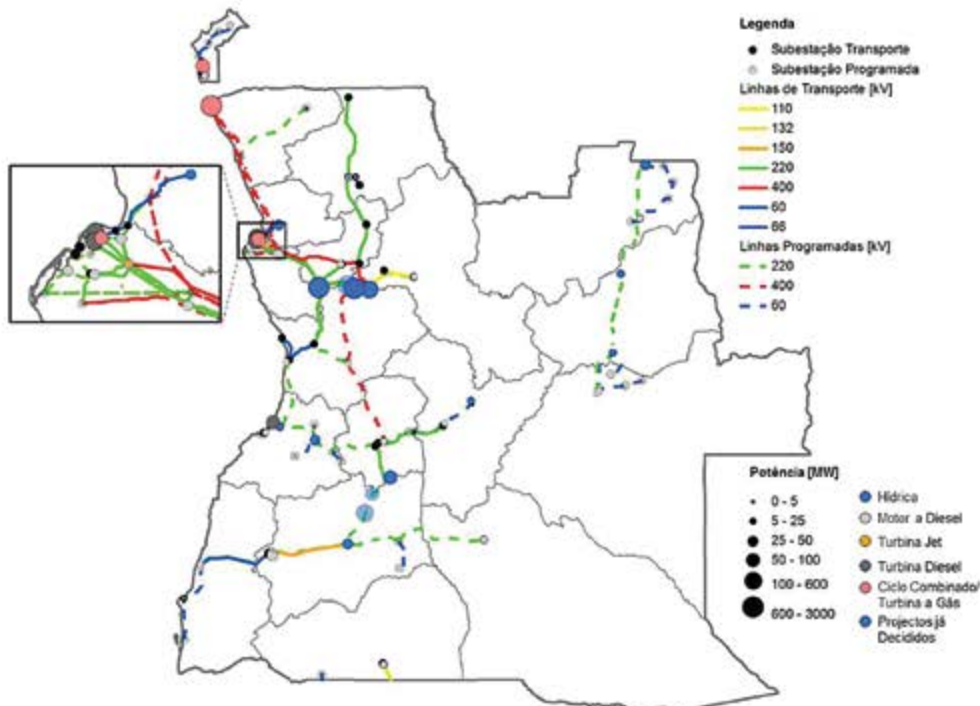 Legenda
Subestação Transporte
Subestação Programada
Linhas de Transporte [kV]
110
132
150
220
400
60
66
Linhas Programadas [kV]
220
400
60
Potência [MW]
0 - 5
5 - 25
25 - 50
50 - 100
100 - 600
600 - 3000
Hídrica
Motor a Diesel
Turbina Jet
Turbina Diesel
Ciclo Combinado/
Turbina a Gás
Projectos já
Decididos